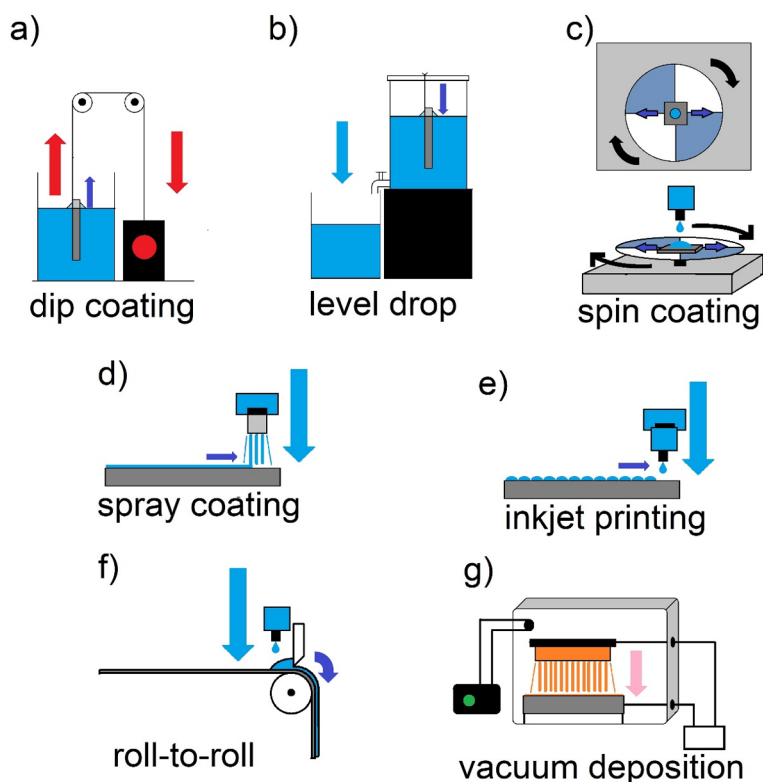 a)
b)
c)
dip coating
level drop
spin coating
d)
e)
spray coating
inkjet printing
f)
g)
roll-to-roll
vacuum deposition